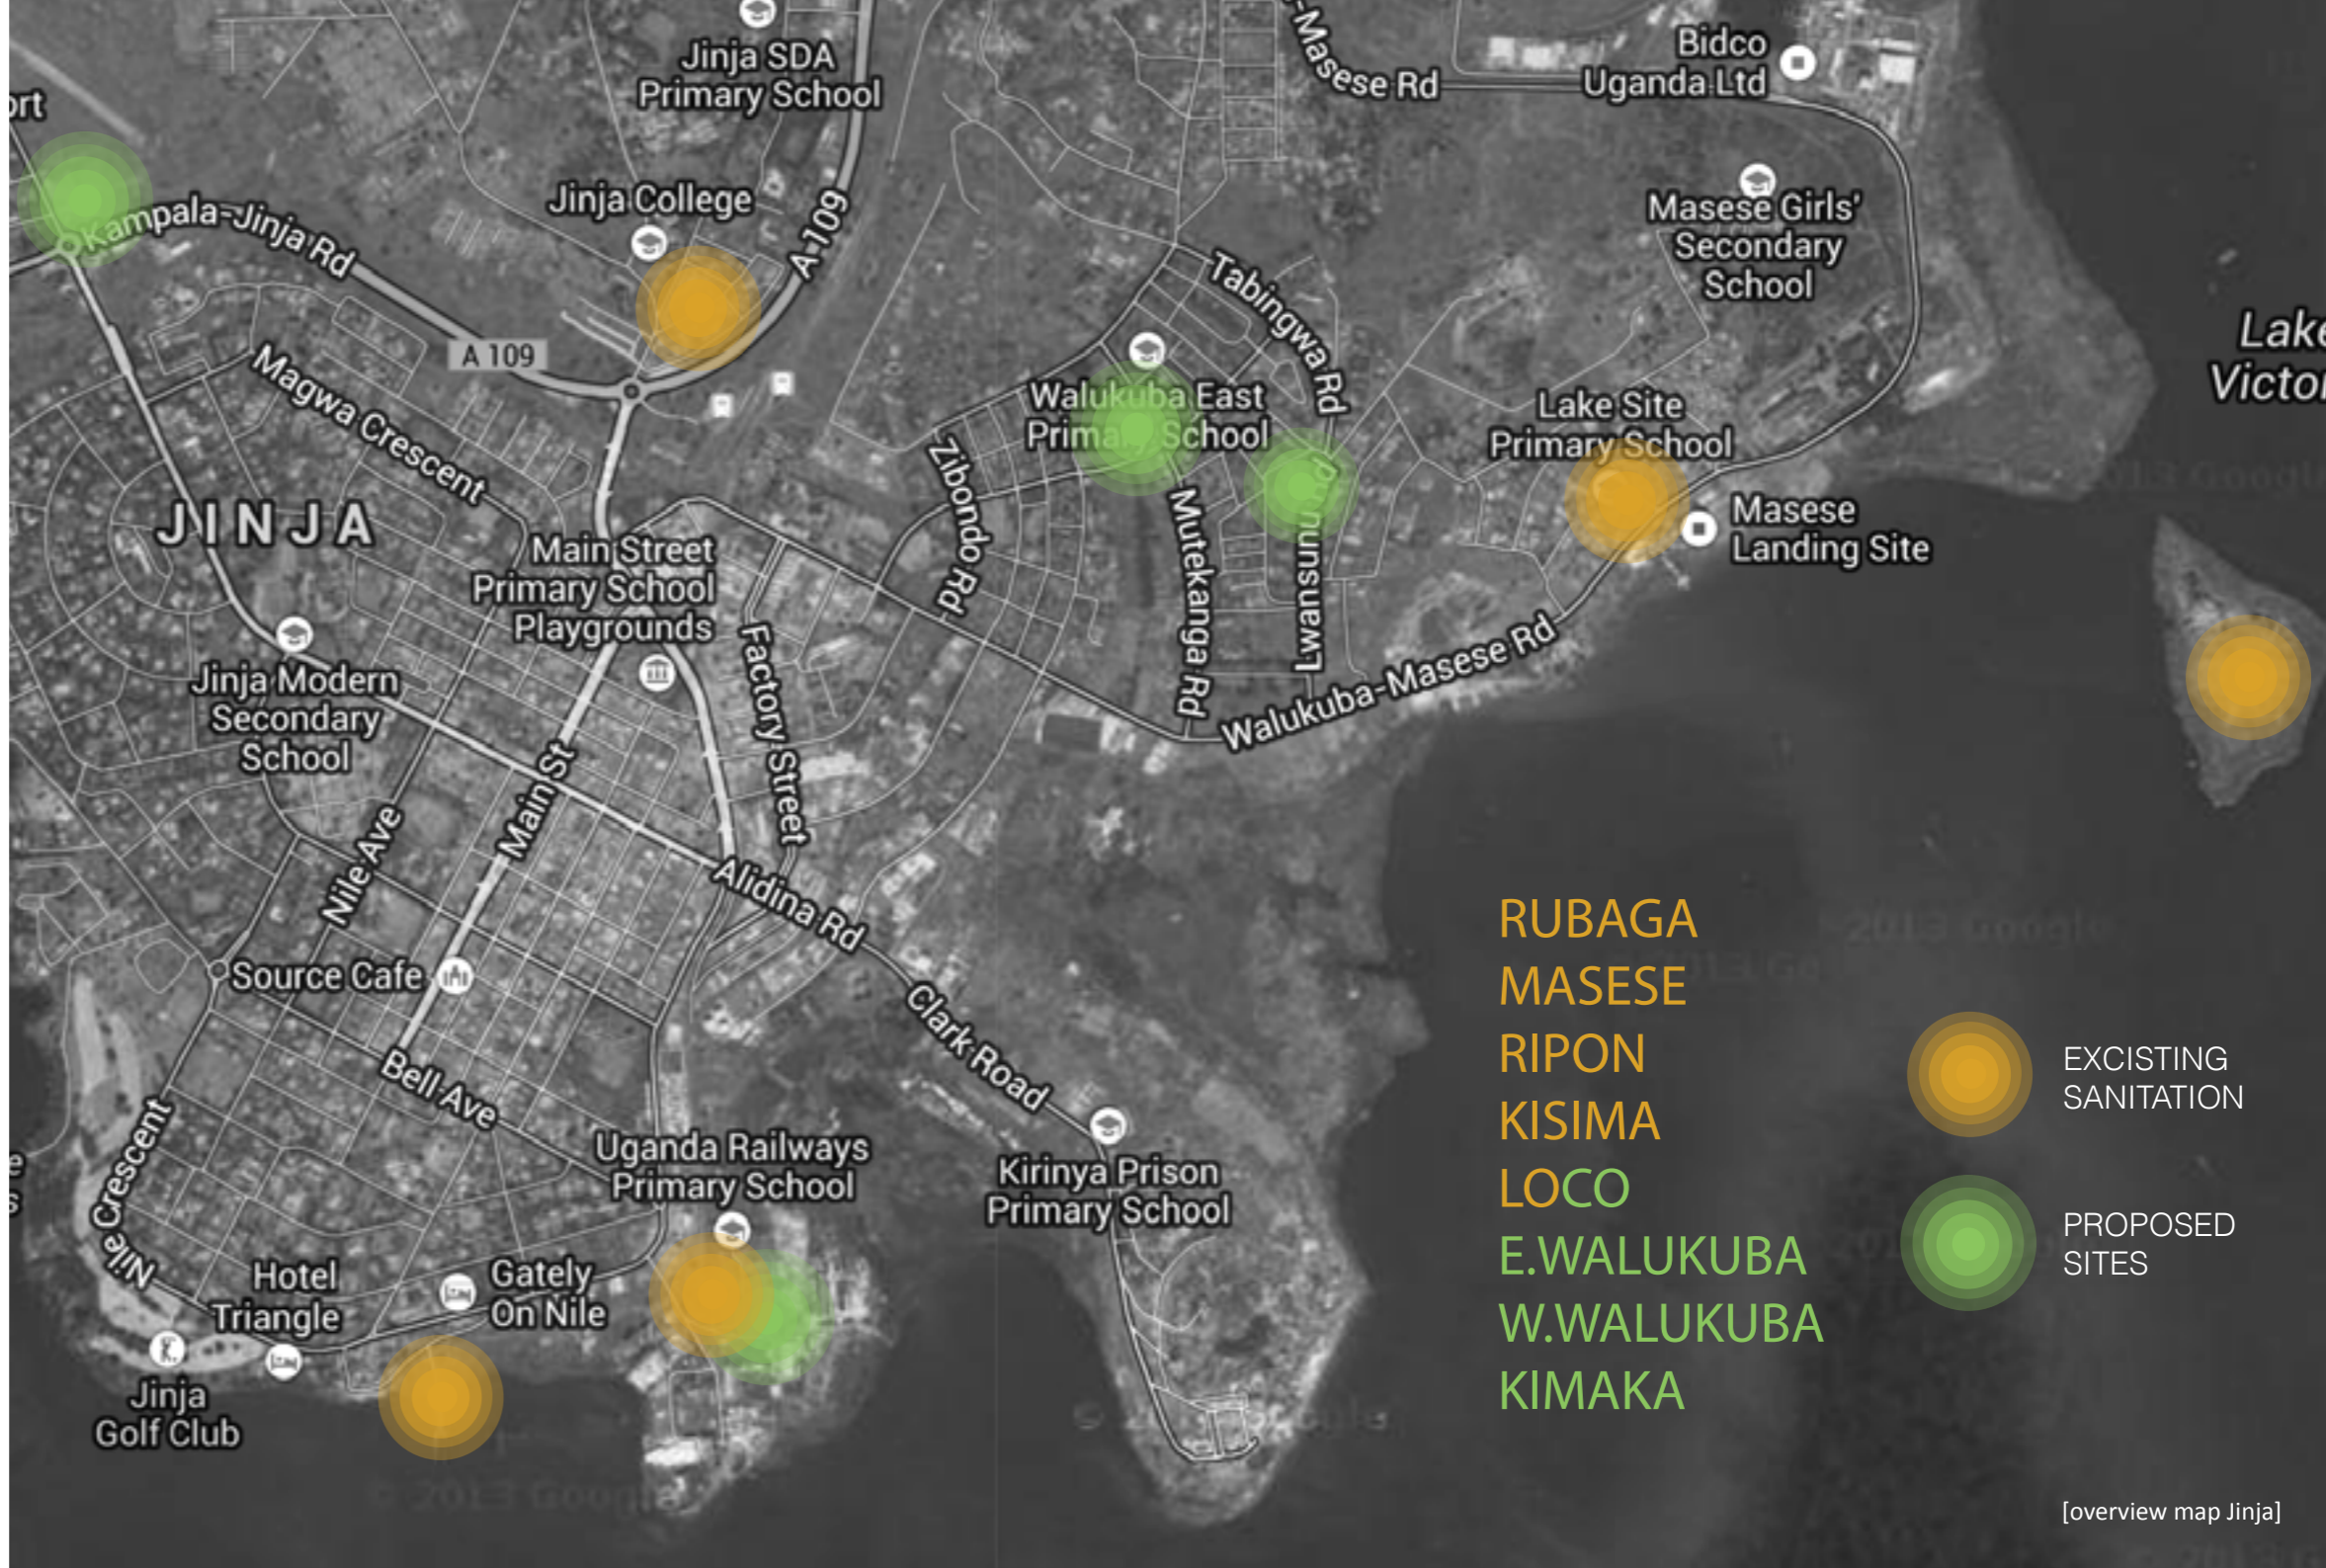 Jinja SDA
Primary School
Bidco
Uganda Ltd
-Masese Rd
ort
Jinja College
A 109
Kampala-Jinja Rd
Masese Girls'
Secondary
School
Tabingwa Rd
Lake
Victor
A 109
Magwa Crescent
Walukuba East
Primary School
Lake Site
Primary School
JINJA
Zibondo Rd
Mutekanga Rd
Masese
Landing Site
Main Street
Primary School
Playgrounds
Factory Street
Walukuba-Masese Rd
Jinja Modern
Secondary
School
Main St
Nile Ave
Alidina Rd
Source Cafe
Clark Road
Bell Ave
Nile Crescent
Uganda Railways
Primary School
Kirinya Prison
Primary School
Hotel
Triangle
Gately
On Nile
Jinja
Golf Club
RUBAGA
MASESE
RIPON
KISIMA
LOCO
E.WALUKUBA
W.WALUKUBA
KIMAKA
EXCISTING
SANITATION
PROPOSED
SITES
© 2013 Google
2013 Google
[overview map Jinja]